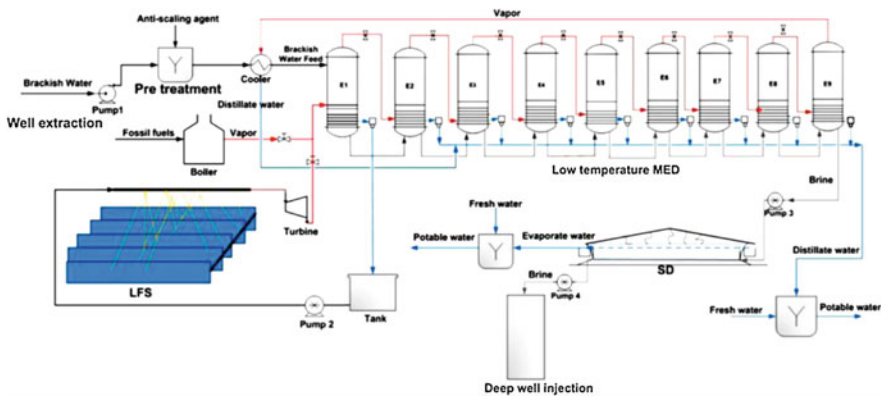 Vapor
Anti-scaling agent
Brackish Water
Pump1
Pre treatment
Cooler
Brackish
Water Feed
Distillate water
Well extraction
Fossil fuels
Vapor
Boiler
E1
E2
E3
E4
E5
E6
E7
E8
E9
Low temperature MED
Brine
Pump 3
Turbine
LFS
Pump 2
Tank
Fresh water
Potable water
Evaporate water
SD
Brine
Pump 4
Deep well injection
Distillate water
Fresh water
Potable water